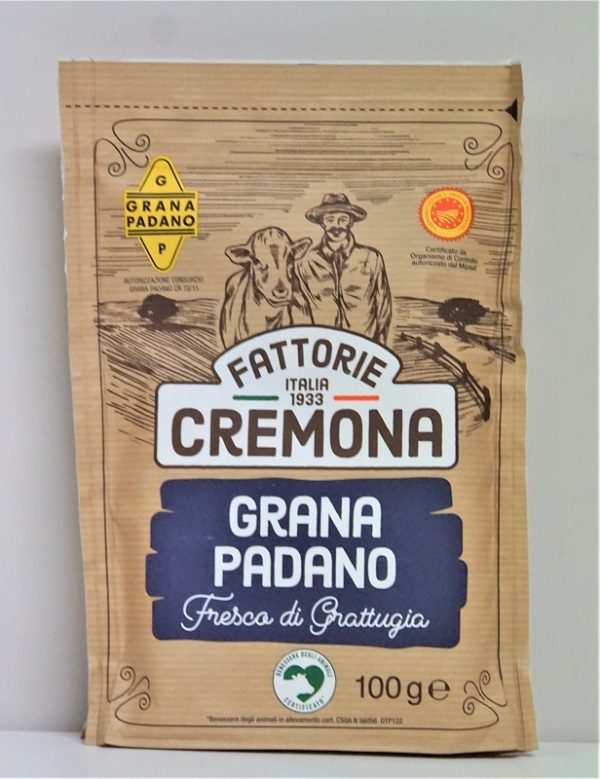 G
GRANA
PADANO
P
AUTORIZZAZIONE CONSORZIO
GRANA PADANO CR 70/15
Certificato da
Organismo di Controllo
autorizzato dal Mipaaf
FATTORIE
ITALIA
1933
CREMONA
GRANA
PADANO
Fresco di Grattugia
BENESSERE DEGLI ANIMALI
CERTIFICATO*
100 g e
*Benessere degli animali in allevamento cert. CSQA N.56056 DTP122